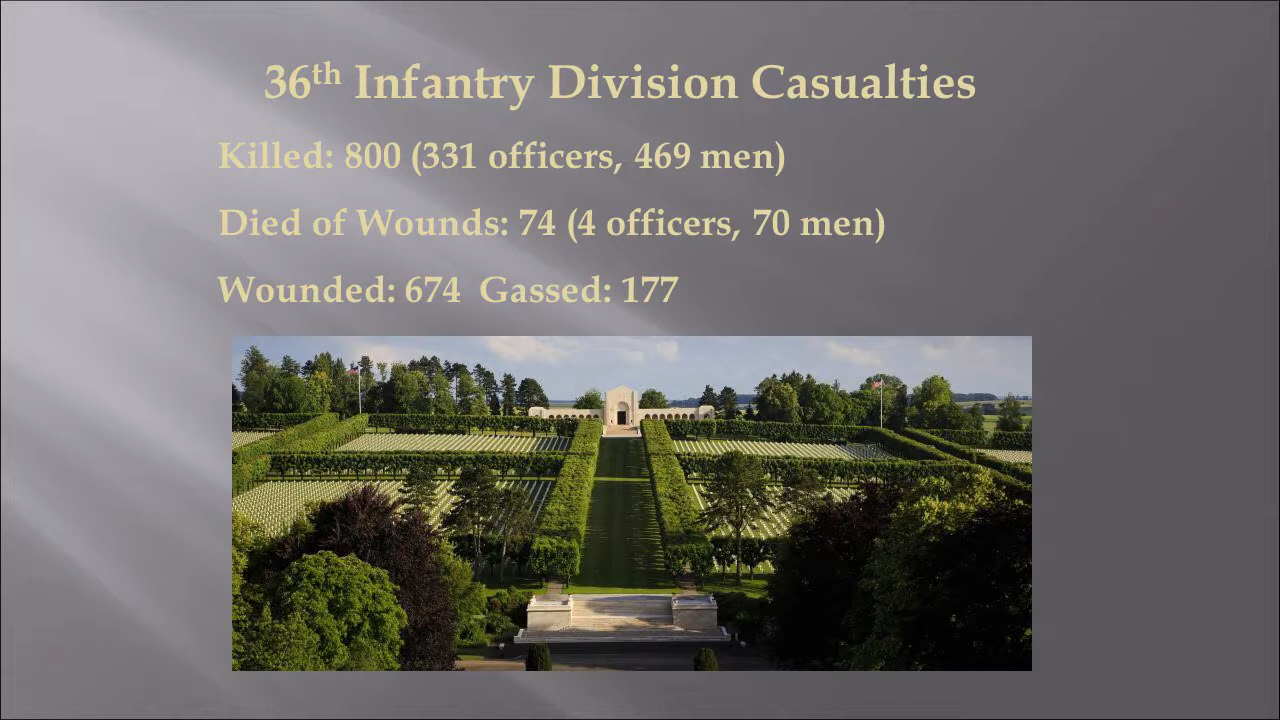 36th Infantry Division Casualties
Killed: 800 (331 officers, 469 men)
Died of Wounds: 74 (4 officers, 70 men)
Wounded: 674  Gassed: 177